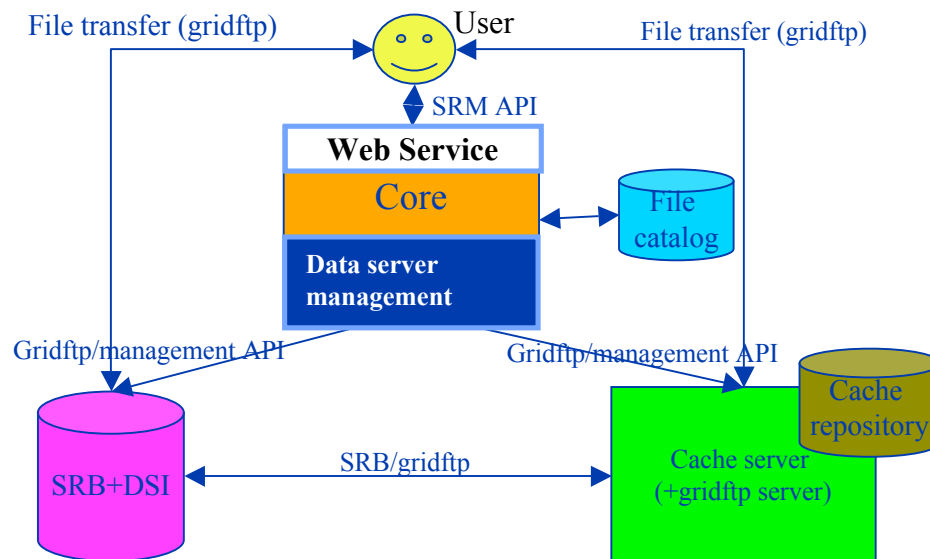 File transfer (gridftp)
User
File transfer (gridftp)
SRM API
Web Service
Core
File
catalog
Data server
management
Gridftp/management API
Gridftp/management API
Cache
repository
SRB+DSI
SRB/gridftp
Cache server
(+gridftp server)